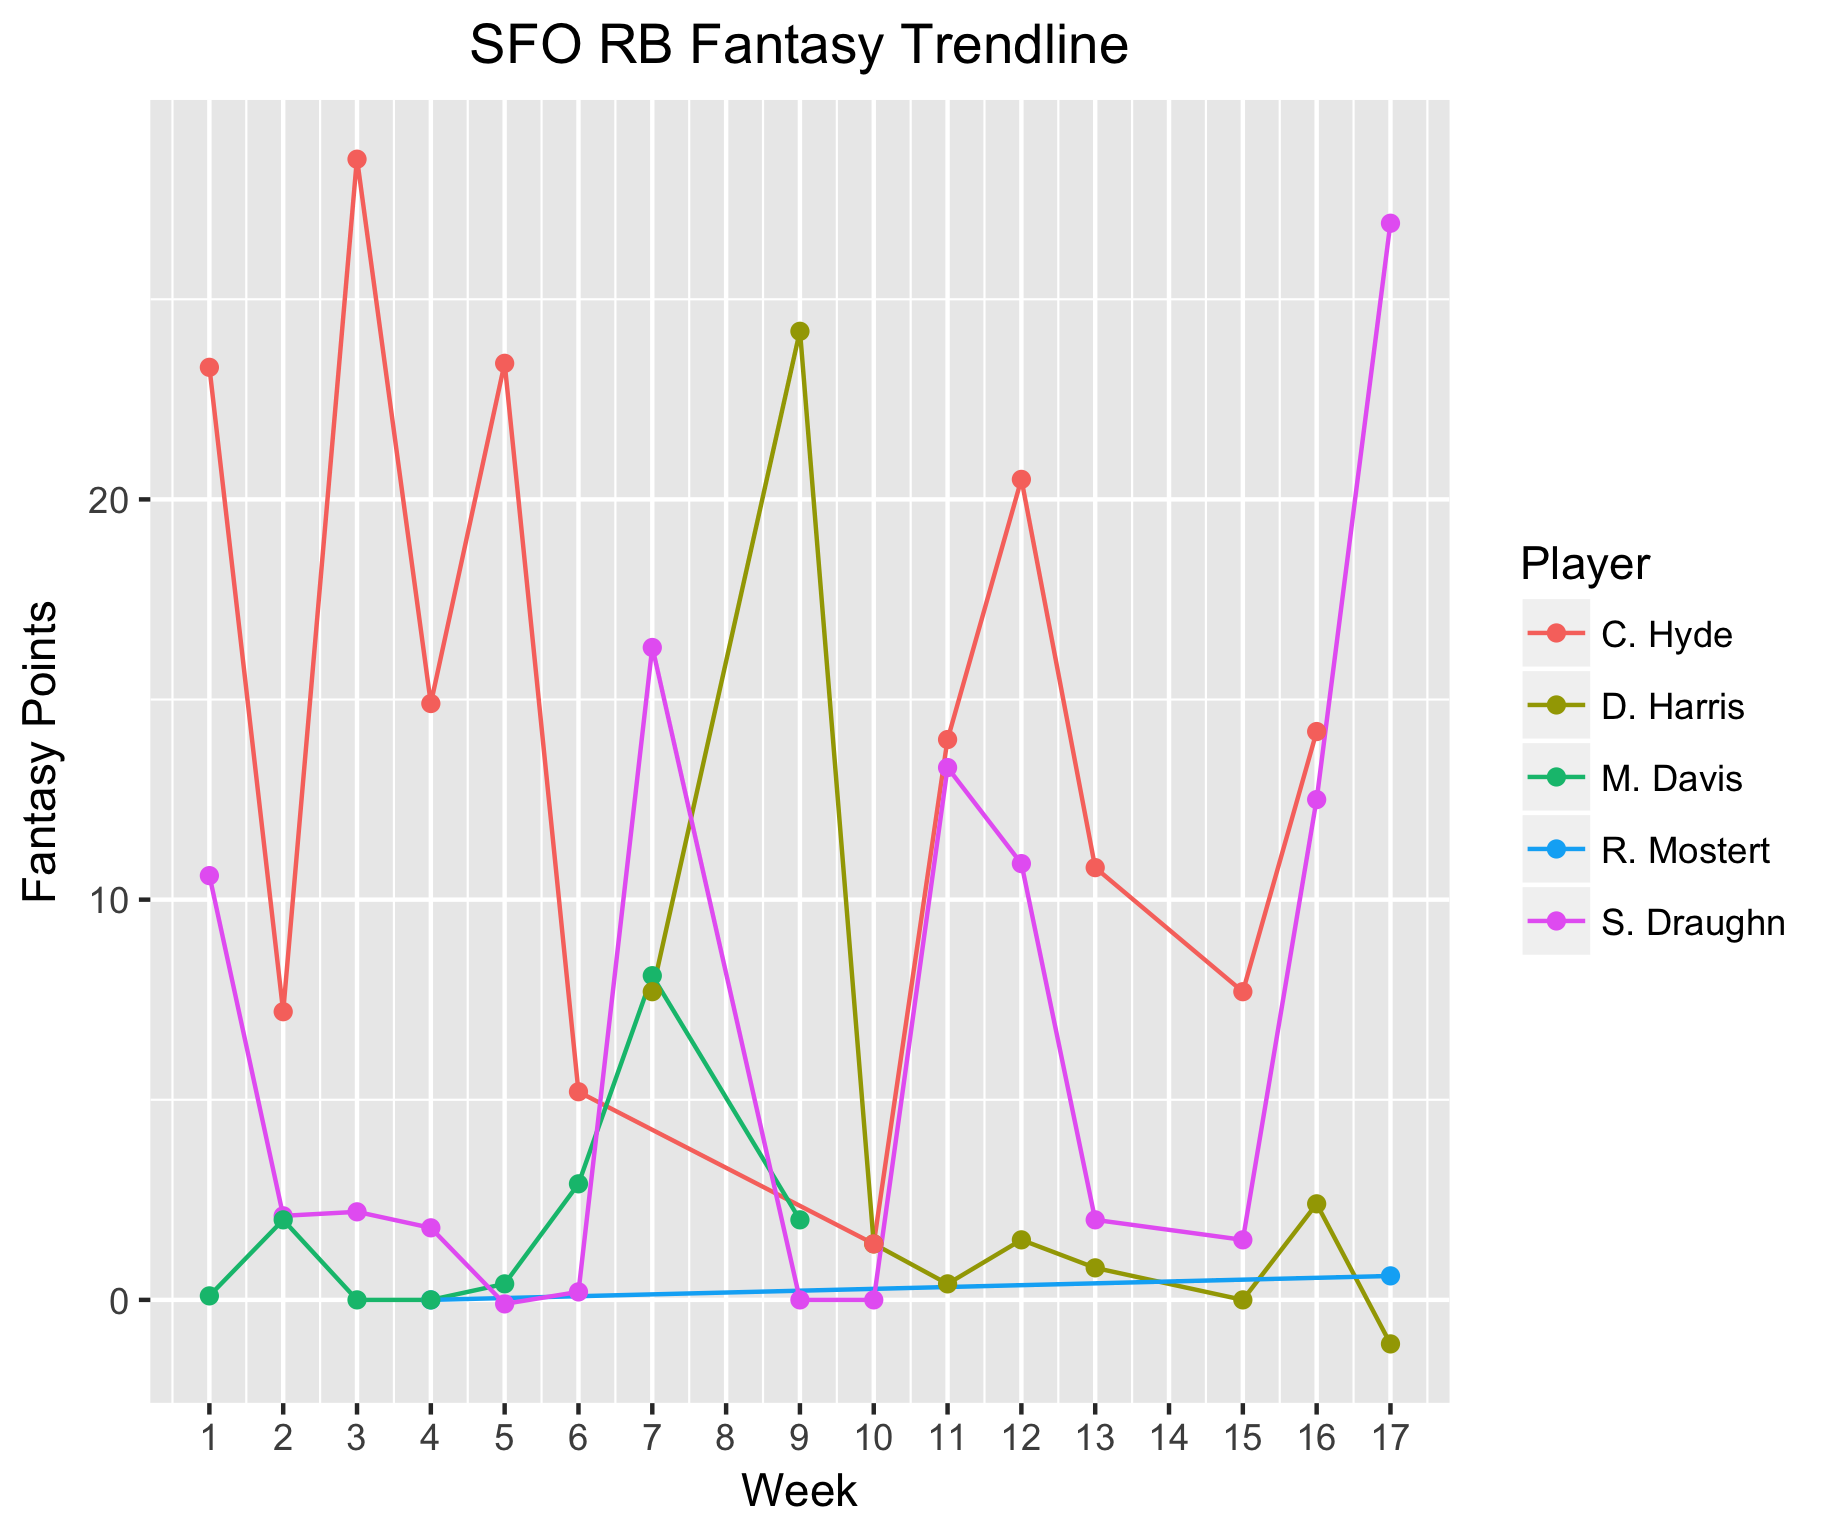 SFO RB Fantasy Trendline
Fantasy Points
20
10
0
1 2 3 4 5 6 7 8 9 10 11 12 13 14 15 16 17
Week
Player
C. Hyde
D. Harris
M. Davis
R. Mostert
S. Draughn